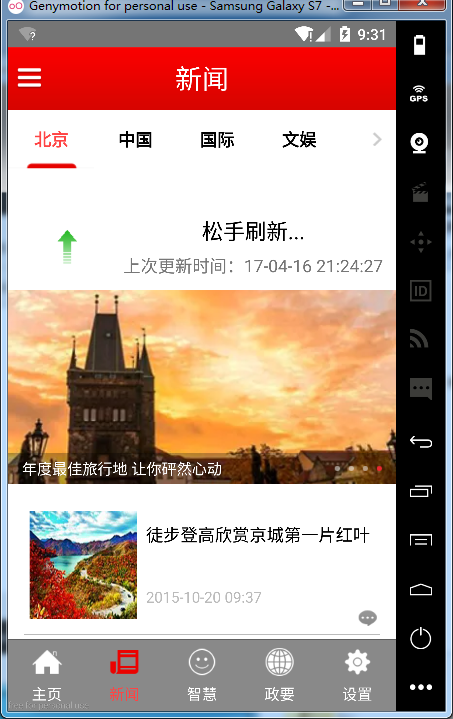 Genymotion for personal use - Samsung Galaxy S7 -...
9:31
新闻
北京 中国 国际 文娱
松手刷新...
上次更新时间：17-04-16 21:24:27
年度最佳旅行地 让你砰然心动
徒步登高欣赏京城第一片红叶
2015-10-20 09:37
主页 新闻 智慧 政要 设置
GPS
ID